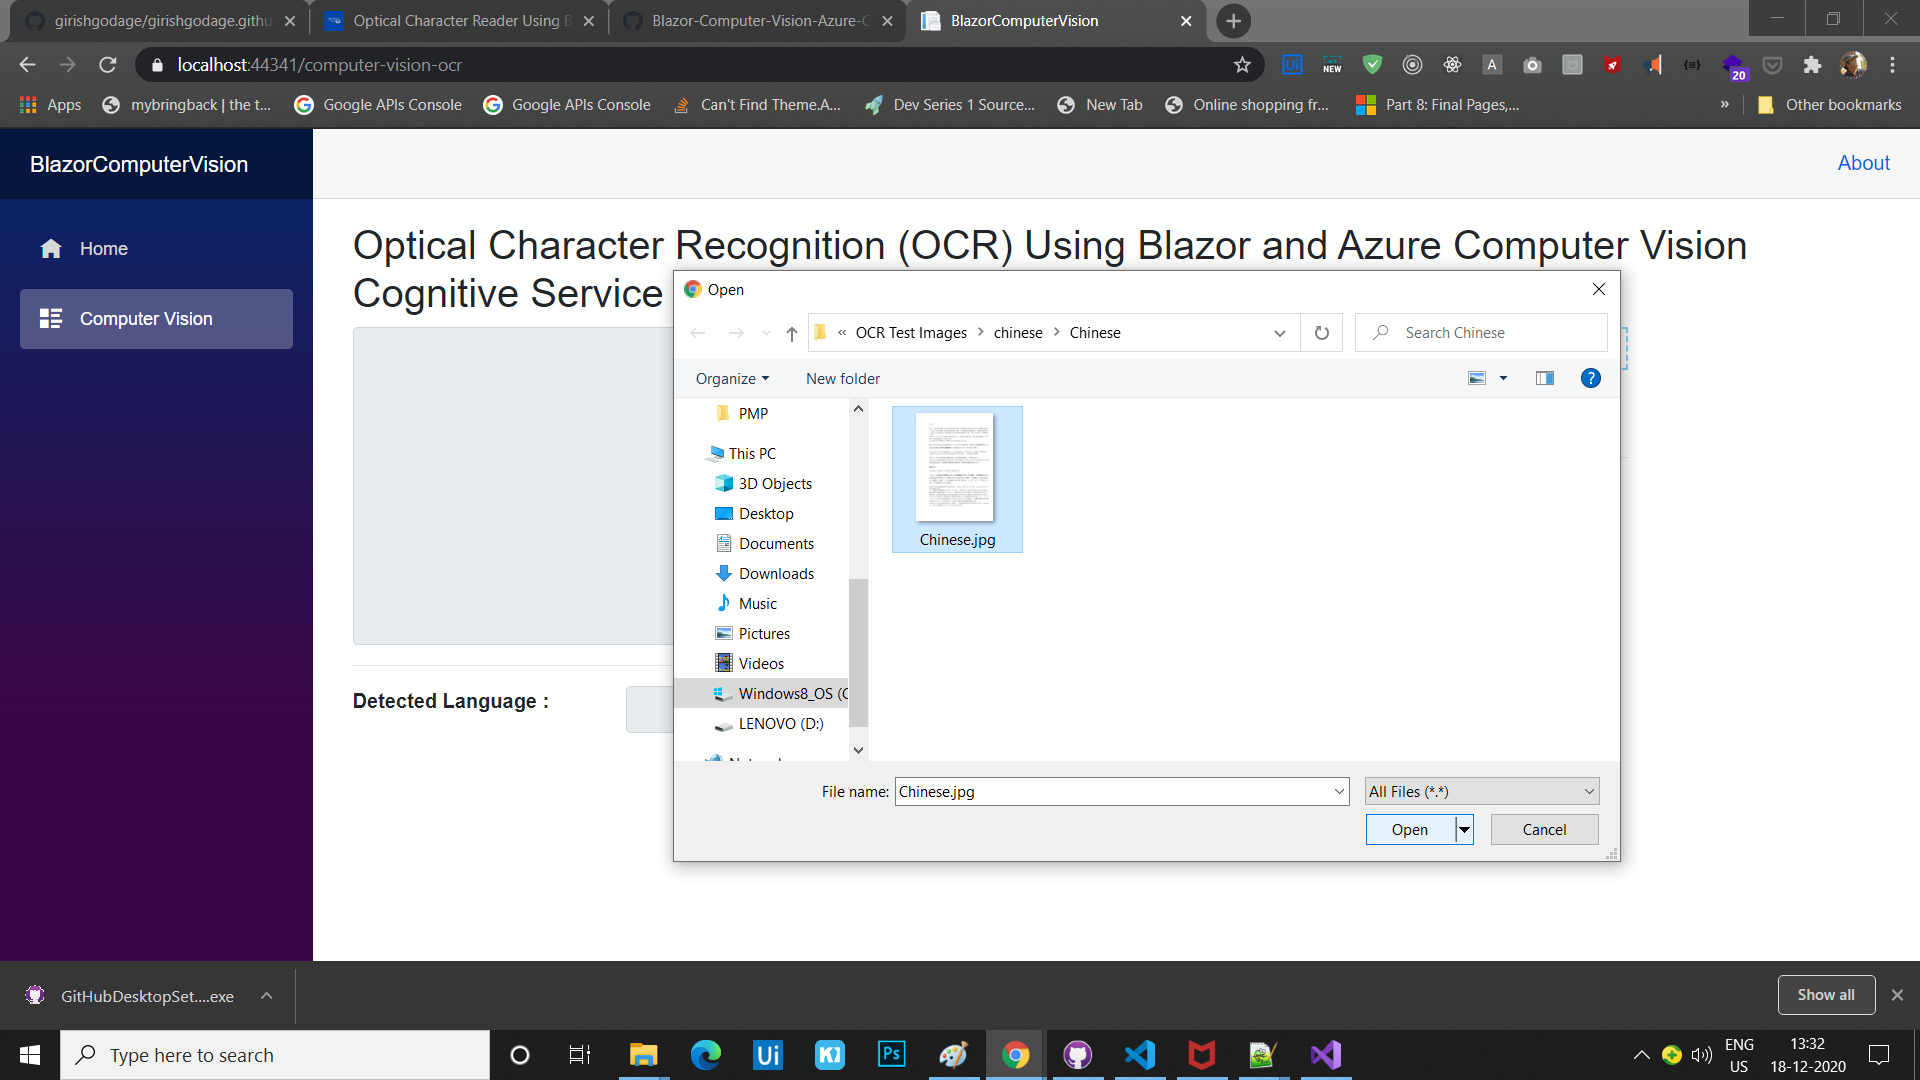 girishgodage/girishgodage.githu
Optical Character Reader Using B
Blazor-Computer-Vision-Azure-C
BlazorComputerVision
localhost:44341/computer-vision-ocr
NEW
20
Apps
mybringback | the t...
Google APIs Console
Google APIs Console
Can't Find Theme.A...
Dev Series 1 Source...
New Tab
Online shopping fr...
Part 8: Final Pages,...
»
Other bookmarks
BlazorComputerVision
About
Home
Computer Vision
Optical Character Recognition (OCR) Using Blazor and Azure Computer Vision
Cognitive Service
Detected Language :
Open
« OCR Test Images > chinese > Chinese
Search Chinese
Organize
New folder
PMP
This PC
3D Objects
Desktop
Documents
Downloads
Music
Pictures
Videos
Windows8_OS (C
LENOVO (D:)
Chinese.jpg
File name:
Chinese.jpg
All Files (*.*)
Open
Cancel
GitHubDesktopSet....exe
Show all
Type here to search
Ui
K
Ps
ENG
US
13:32
18-12-2020